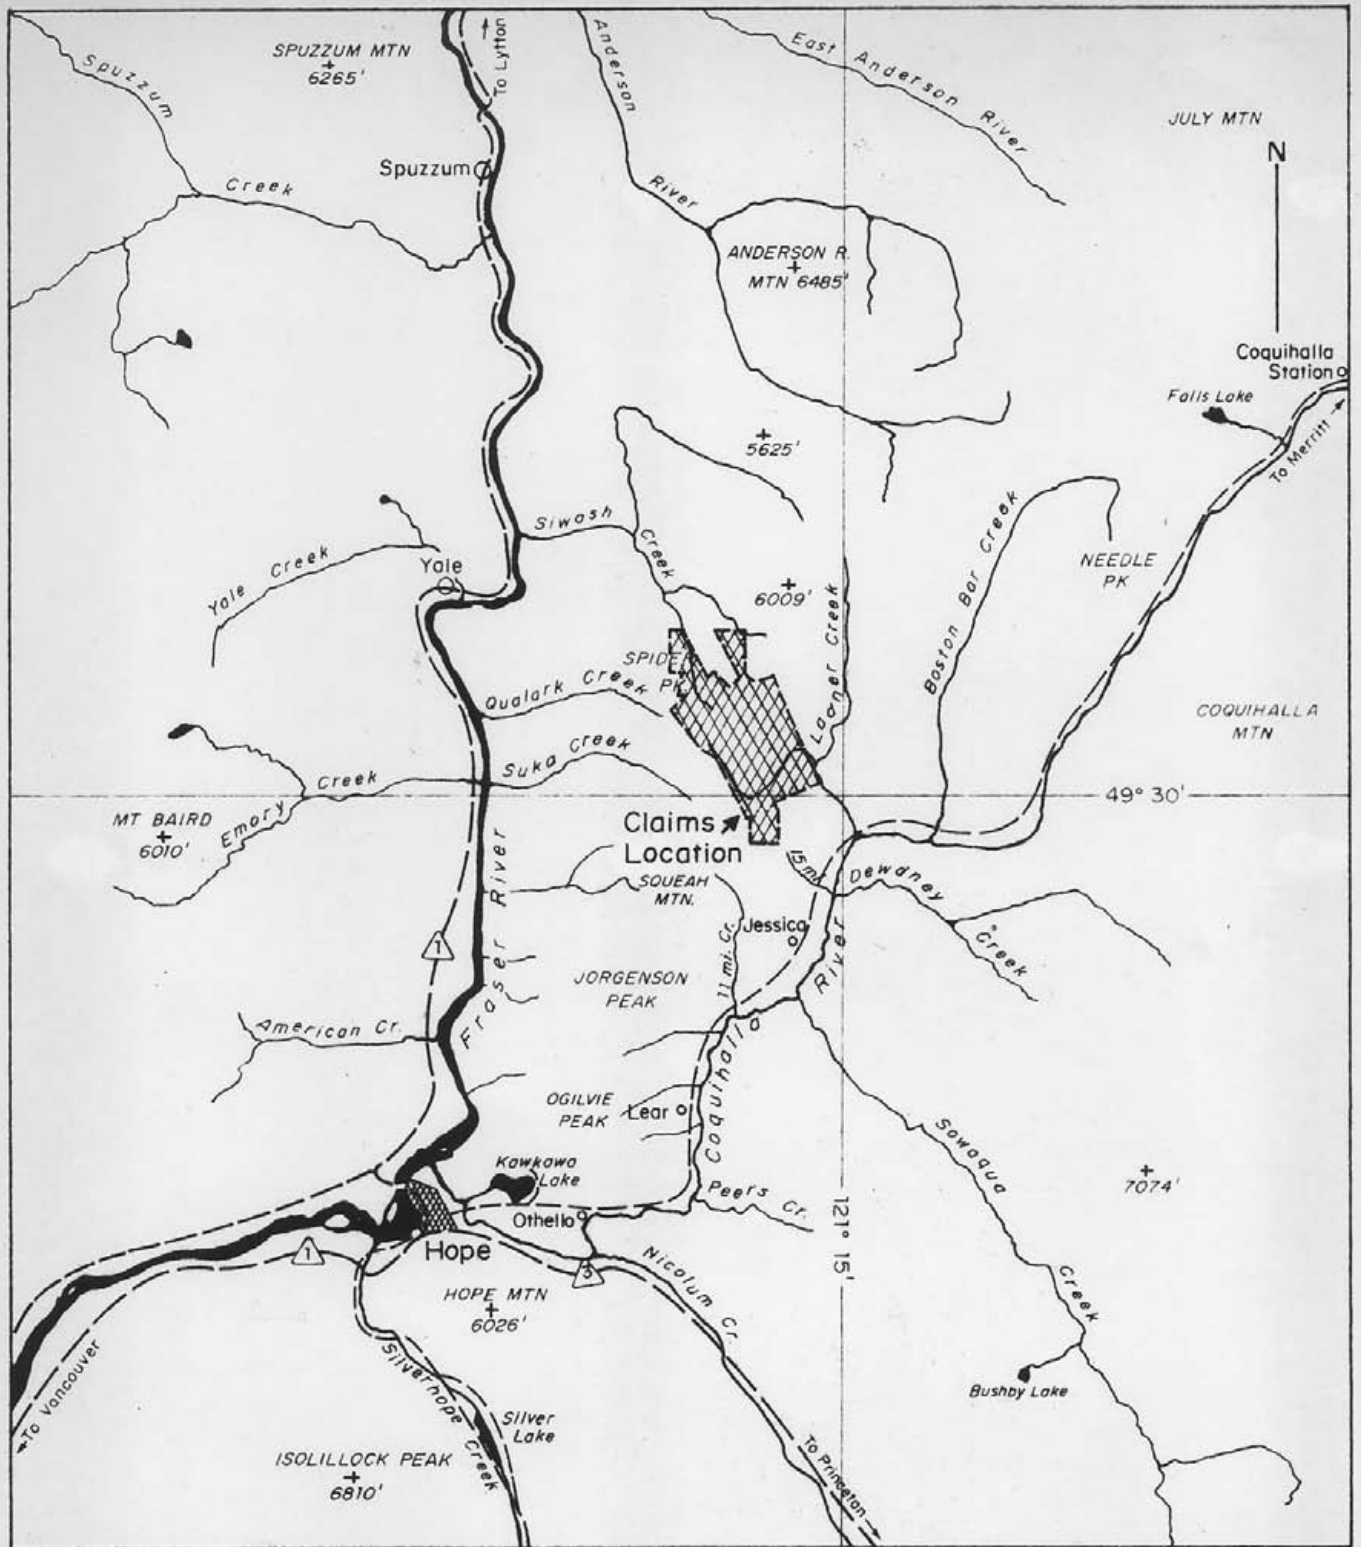 SPUZZUM MTN
6265'
Spuzzum
Creek
To Lytton
Spuzzum
Anderson
River
East Anderson River
JULY MTN
N
ANDERSON R.
MTN 6485'
Coquihalla
Station
Falls Lake
To Merritt
5625'
Siwash
Creek
Yale Creek
Yale
6009'
Boston Bar Creek
NEEDLE
PK
SPIDER
PK
Qualark Creek
Ladner Creek
COQUIHALLA
MTN
Suka Creek
Emory
Creek
49° 30'
MT BAIRD
6010'
Claims
Location
15 mi.
Dewdney
Creek
SQUEAH
MTN.
Fraser River
Jessica
11 mi. Cr.
1
JORGENSON
PEAK
Coquihalla
River
American Cr.
OGILVIE
PEAK
Lear
Sowaqua
Creek
7074'
Kawkawa
Lake
Peers Cr.
121° 15'
Othello
Hope
1
3
Nicolum Cr.
HOPE MTN
6026'
To Vancouver
Silverhope
Creek
Bushby Lake
Silver
Lake
ISOLILLOCK PEAK
6810'
To Princeton